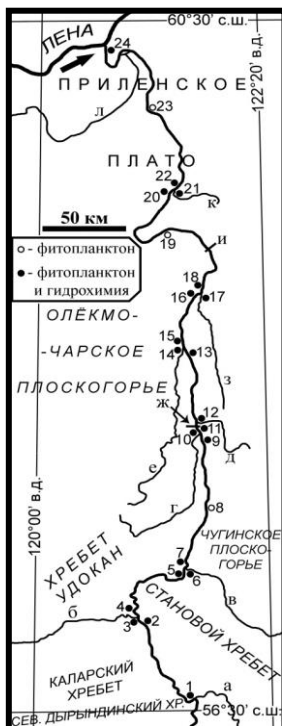 60°30' с.ш.
ЛЕНА
24
ПРИЛЕНСКОЕ
122°20' в.д.
л
23
ПЛАТО
22
20
21
к
50 км
19
и
○ - фитопланктон
● - фитопланктон
и гидрохимия
18
16
17
ОЛЁКМО-
15
14
13
-ЧАРСКОЕ
з
ПЛОСКОГОРЬЕ
ж
12
11
10
9
д
е
г
8
120°00' в.д.
ХРЕБЕТ
УДОКАН
ЧУГИНСКОЕ
ПЛОСКО-
ГОРЬЕ
7
5
6
в
СТАНОВОЙ ХРЕБЕТ
б
4
3
2
КАЛАРСКИЙ
ХРЕБЕТ
1
а
СЕВ. ДЫРЫНДИНСКИЙ ХР.
56°30' с.ш.